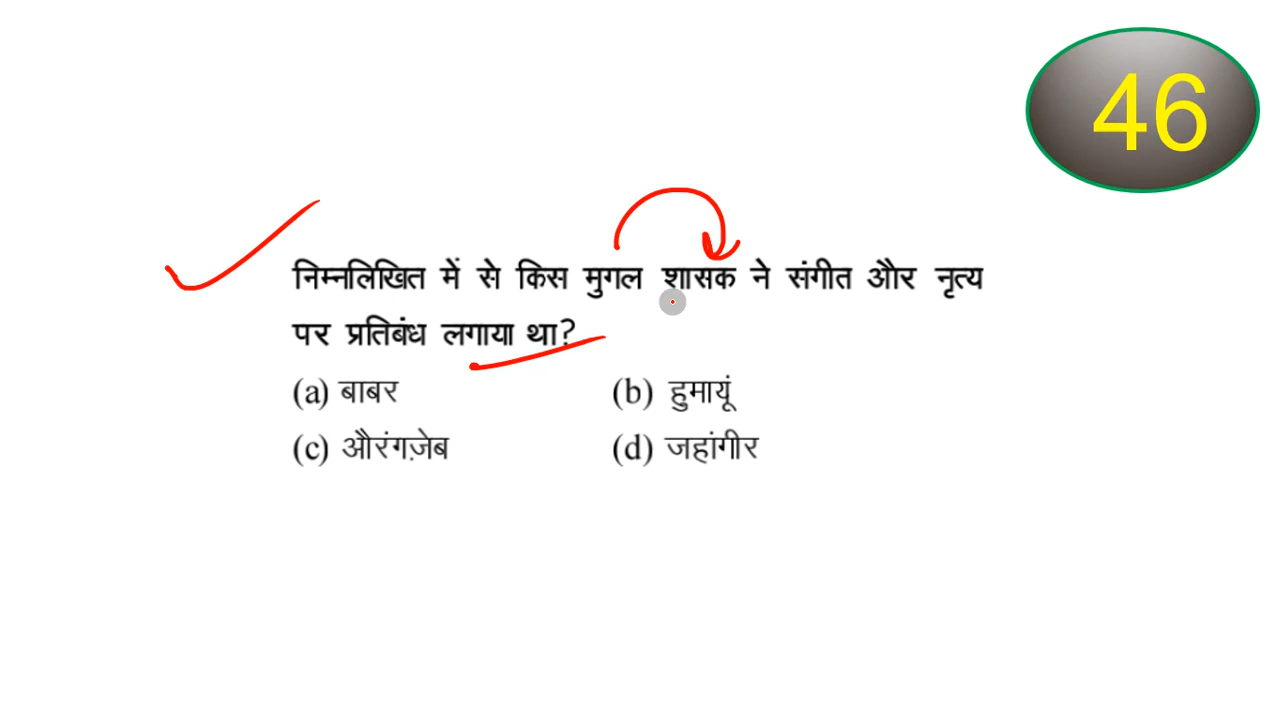 46
निम्नलिखित में से किस मुगल शासक ने संगीत और नृत्य
पर प्रतिबंध लगाया था?
(a) बाबर (b) हुमायूं
(c) औरंगज़ेब (d) जहांगीर